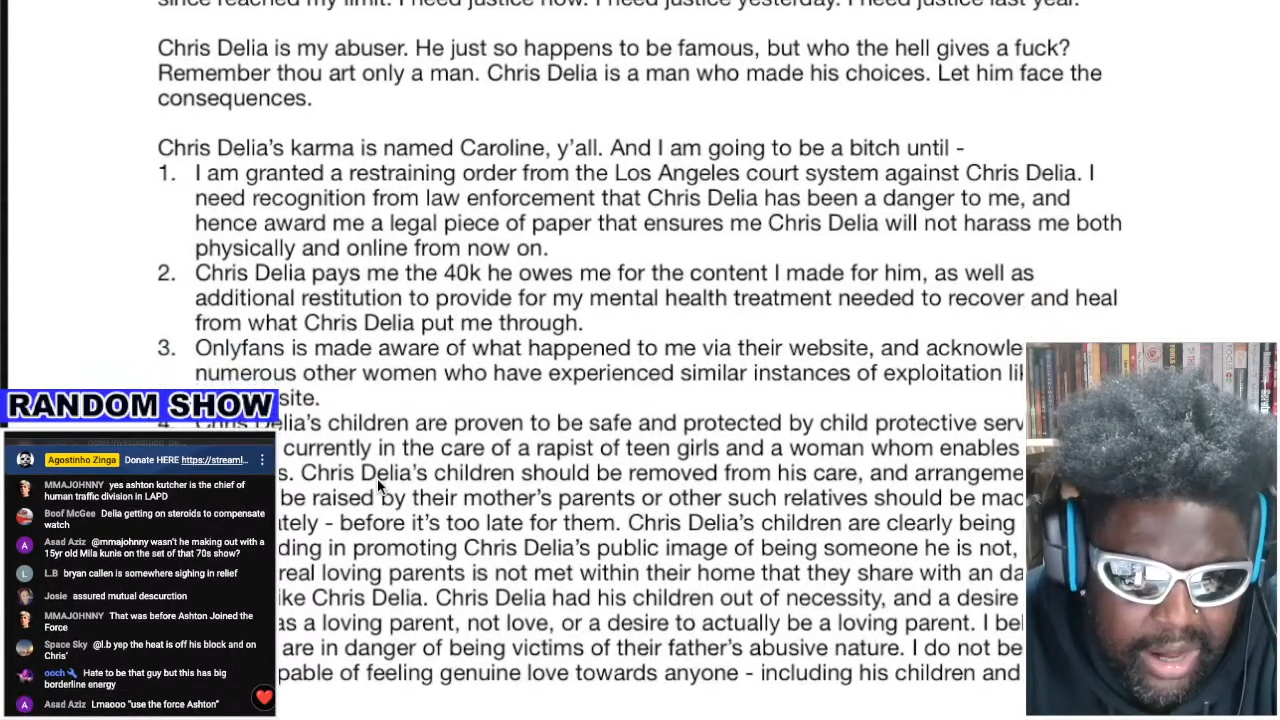 since reached my limit. I need justice now. I need justice yesterday. I need justice last year.
Chris Delia is my abuser. He just so happens to be famous, but who the hell gives a fuck?
Remember thou art only a man. Chris Delia is a man who made his choices. Let him face the
consequences.
Chris Delia's karma is named Caroline, y'all. And I am going to be a bitch until -
1. I am granted a restraining order from the Los Angeles court system against Chris Delia. I
need recognition from law enforcement that Chris Delia has been a danger to me, and
hence award me a legal piece of paper that ensures me Chris Delia will not harass me both
physically and online from now on.
2. Chris Delia pays me the 40k he owes me for the content I made for him, as well as
additional restitution to provide for my mental health treatment needed to recover and heal
from what Chris Delia put me through.
3. Onlyfans is made aware of what happened to me via their website, and acknowle
numerous other women who have experienced similar instances of exploitation
site.
4. Chris Delia's children are proven to be safe and protected by child protective serv
currently in the care of a rapist of teen girls and a woman whom enables
s. Chris Delia's children should be removed from his care, and arrangeme
be raised by their mother's parents or other such relatives should be mad
tely - before it's too late for them. Chris Delia's children are clearly being
ding in promoting Chris Delia's public image of being someone he is not,
real loving parents is not met within their home that they share with an da
ike Chris Delia. Chris Delia had his children out of necessity, and a desire
as a loving parent, not love, or a desire to actually be a loving parent. I bel
are in danger of being victims of their father's abusive nature. I do not be
pable of feeling genuine love towards anyone - including his children and
RANDOM SHOW
Agostinho Zinga Donate HERE https://streaml...
MMAJOHNNY yes ashton kutcher is the chief of
human traffic division in LAPD
Boof McGee Delia getting on steroids to compensate
watch
A Asad Aziz @mmajohnny wasn't he making out with a
15yr old Mila kunis on the set of that 70s show?
L L.B bryan callen is somewhere sighing in relief
Josie assured mutual descurction
MMAJOHNNY That was before Ashton Joined the
Force
Space Sky @l.b yep the heat is off his block and on
Chris'
ooch Hate to be that guy but this has big
borderline energy
A Asad Aziz Lmaooo "use the force Ashton"